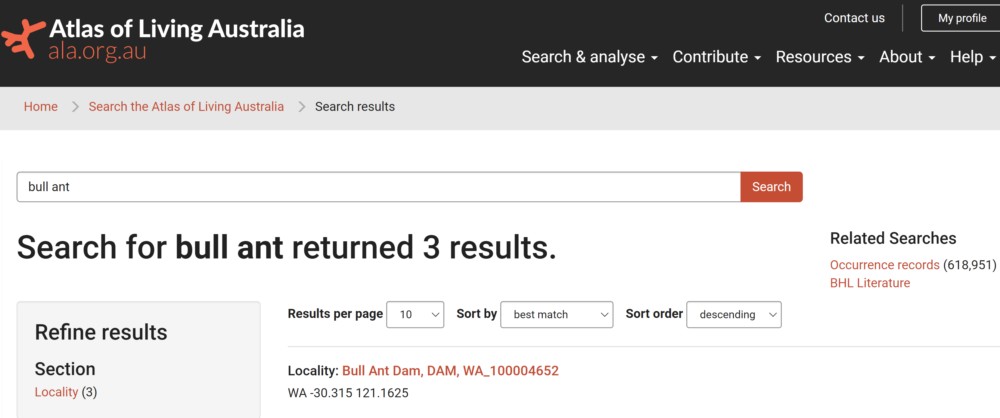 Contact us
My profile
Atlas of Living Australia
ala.org.au
Search & analyse
Contribute
Resources
About
Help
Home
Search the Atlas of Living Australia
Search results
bull ant
Search
Search for bull ant returned 3 results.
Related Searches
Occurrence records (618,951)
BHL Literature
Results per page 10 Sort by best match Sort order descending
Refine results
Section
Locality (3)
Locality: Bull Ant Dam, DAM, WA_100004652
WA -30.315 121.1625